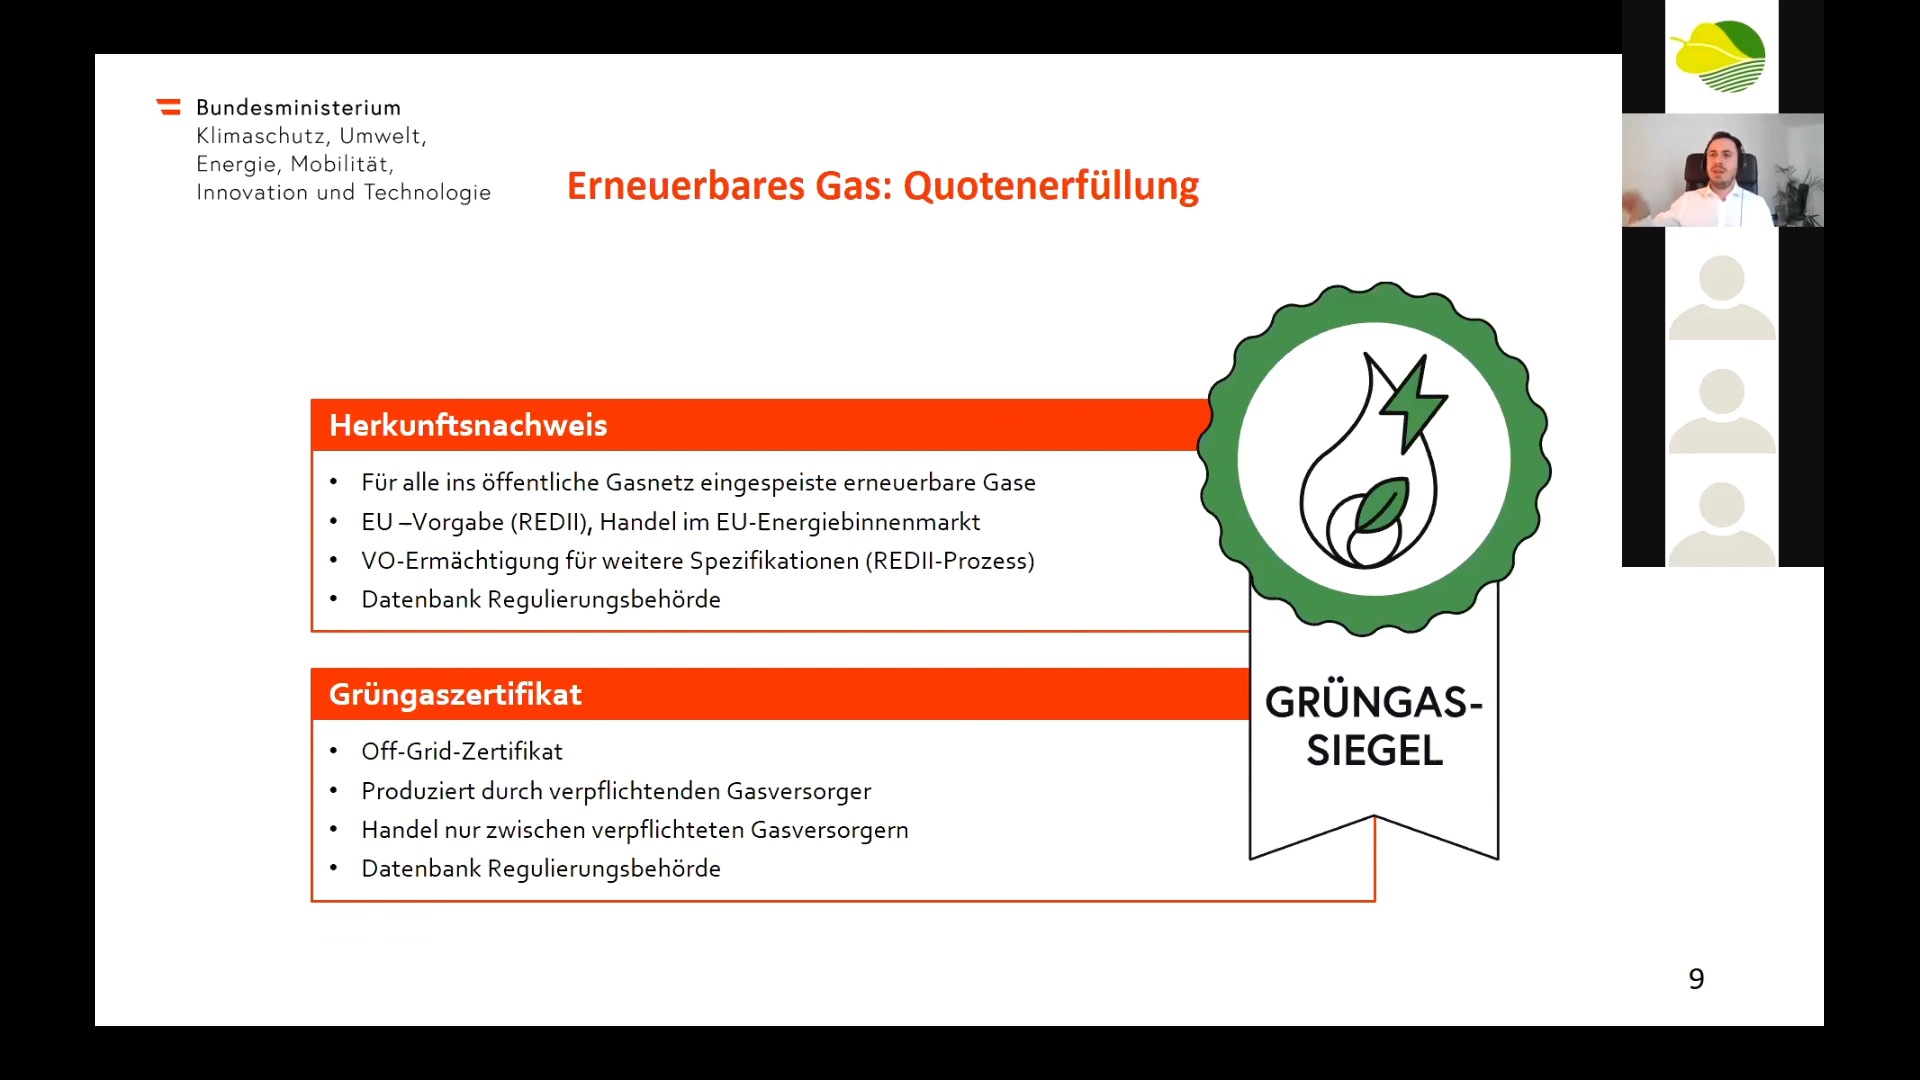 Bundesministerium
Klimaschutz, Umwelt,
Energie, Mobilität,
Innovation und Technologie
Erneuerbares Gas: Quotenerfüllung
Herkunftsnachweis
• Für alle ins öffentliche Gasnetz eingespeiste erneuerbare Gase
• EU –Vorgabe (REDII), Handel im EU-Energiebinnenmarkt
• VO-Ermächtigung für weitere Spezifikationen (REDII-Prozess)
• Datenbank Regulierungsbehörde
Grüngaszertifikat
• Off-Grid-Zertifikat
• Produziert durch verpflichtenden Gasversorger
• Handel nur zwischen verpflichteten Gasversorgern
• Datenbank Regulierungsbehörde
GRÜNGAS-
SIEGEL
9